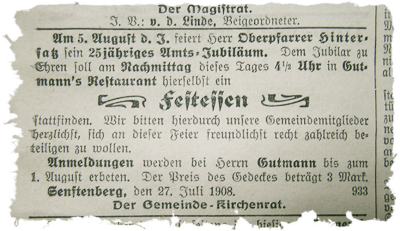 Der Magistrat.
J. V.: v. d. Linde, Beigeordneter.
Am 5. August d. J. feiert Herr Oberpfarrer Hinter-
satz sein 25jähriges Amts-Jubiläum. Dem Jubilar zu
Ehren soll am Nachmittag dieses Tages 4½ Uhr in Gut-
mann's Restaurant hierselbst ein
Festessen
stattfinden. Wir bitten hierdurch unsere Gemeindemitglieder
herzlichst, sich an dieser Feier freundlichst recht zahlreich be-
teiligen zu wollen.
Anmeldungen werden bei Herrn Gutmann bis zum
1. August erbeten. Der Preis des Gedeckes beträgt 3 Mark.
Senftenberg, den 27. Juli 1908. 933
Der Gemeinde-Kirchenrat.